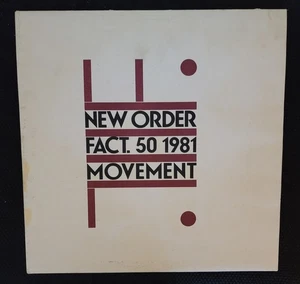 NEW ORDER
FACT. 50 1981
MOVEMENT